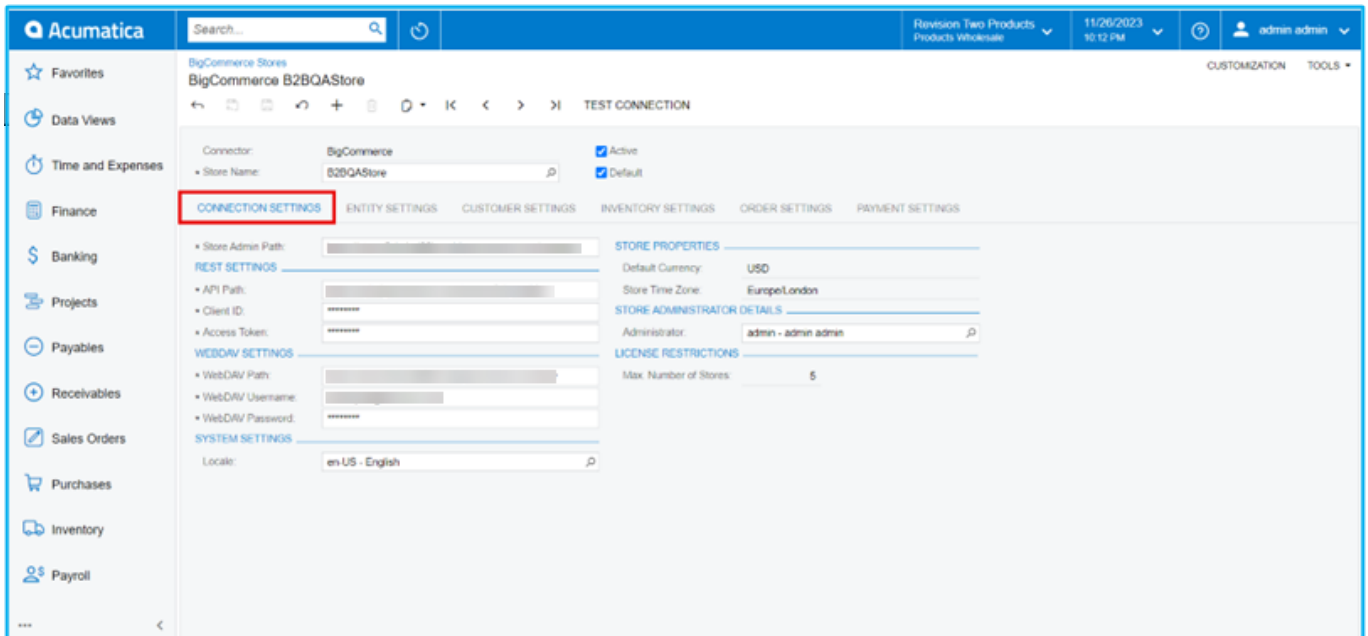 Acumatica
Search...
Revision Two Products
Products Wholesale
11/26/2023
10:12 PM
admin admin
Favorites
Data Views
Time and Expenses
Finance
Banking
Projects
Payables
Receivables
Sales Orders
Purchases
Inventory
Payroll
BigCommerce Stores
BigCommerce B2BQAStore
CUSTOMIZATION TOOLS
TEST CONNECTION
Connector: BigCommerce Active
Store Name: B2BQAStore Default
CONNECTION SETTINGS ENTITY SETTINGS CUSTOMER SETTINGS INVENTORY SETTINGS ORDER SETTINGS PAYMENT SETTINGS
Store Admin Path:
REST SETTINGS
API Path:
Client ID: ********
Access Token: ********
WEBDAV SETTINGS
WebDAV Path:
WebDAV Username:
WebDAV Password: ********
SYSTEM SETTINGS
Locale: en-US - English
STORE PROPERTIES
Default Currency: USD
Store Time Zone: Europe/London
STORE ADMINISTRATOR DETAILS
Administrator: admin - admin admin
LICENSE RESTRICTIONS
Max. Number of Stores: 5